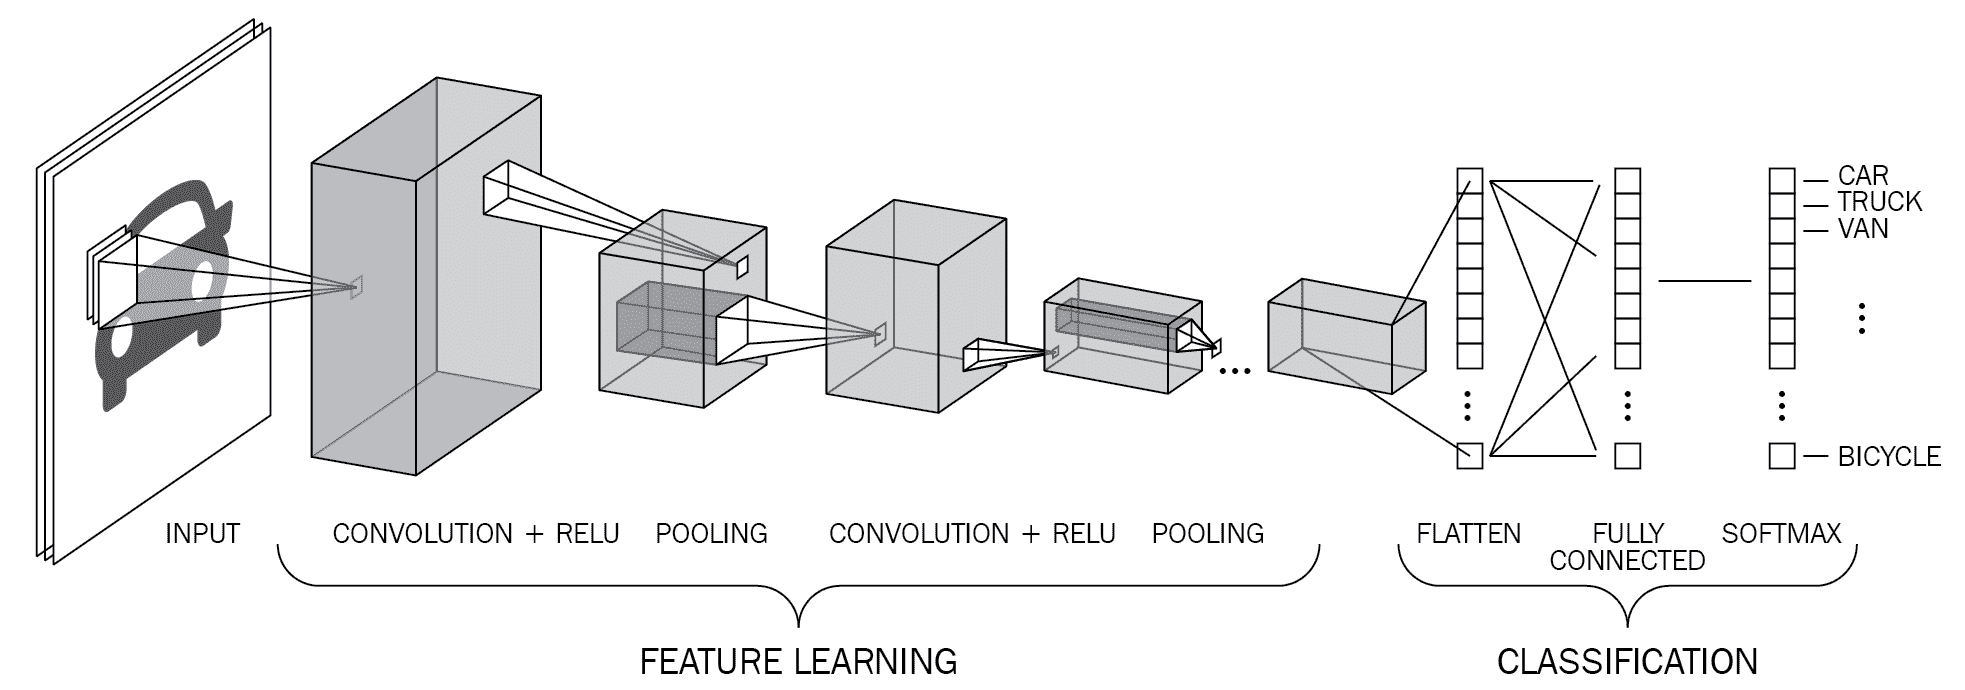 CAR
TRUCK
VAN
BICYCLE
INPUT
CONVOLUTION + RELU
POOLING
CONVOLUTION + RELU
POOLING
FLATTEN
FULLY
CONNECTED
SOFTMAX
FEATURE LEARNING
CLASSIFICATION